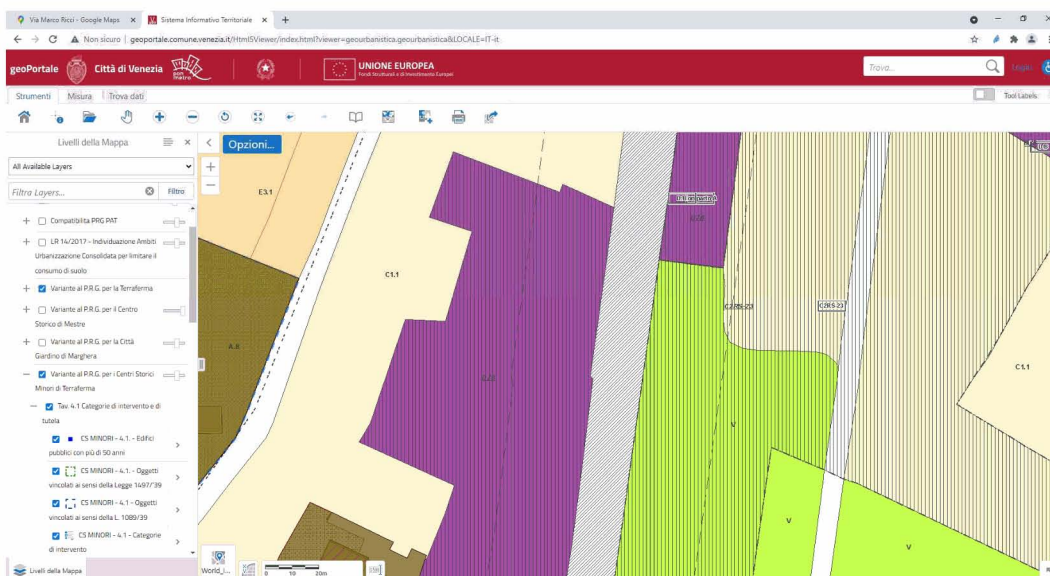 Via Marco Ricci - Google Maps
Sistema Informativo Territoriale
Non sicuro | geoportale.comune.venezia.it/Html5Viewer/index.html?viewer=geourbanistica.geourbanistica&LOCALE=IT-it
geoPortale
Città di Venezia
UNIONE EUROPEA
Fondi Strutturali e di Investimento Europei
Trova...
Strumenti
Misura
Trova dati
Tool Labels:
Livelli della Mappa
Opzioni...
All Available Layers
Filtra Layers...
Filtro
Compatibilita PRG PAT
LR 14/2017 - Individuazione Ambiti
Urbanizzazione Consolidata per limitare il
consumo di suolo
Variante al P.R.G. per la Terraferma
Variante al P.R.G. per il Centro
Storico di Mestre
Variante al P.R.G. per la Città
Giardino di Marghera
Variante al P.R.G. per i Centri Storici
Minori di Terraferma
Tav. 4.1 Categorie di intervento e di
tutola
CS MINORI - 4.1. - Edifici
pubblici con più di 50 anni
CS MINORI - 4.1. - Oggetti
vincolati ai sensi della Legge 1497/'39
CS MINORI - 4.1 - Oggetti
vincolati ai sensi della L. 1089/39
CS MINORI - 4.1 - Categorie
di intervento
Livelli della Mappa
E3.1
C1.1
A.8
C2RS-23
C2RS-23
C1.1
V
V
V
World_I...
0 10 20m